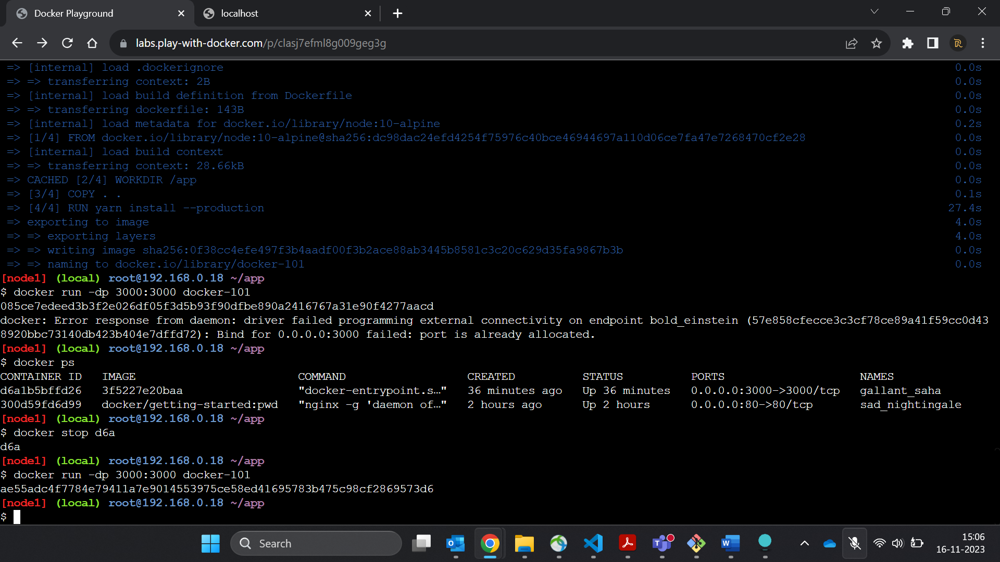 Docker Playground
localhost
labs.play-with-docker.com/p/clasj7efml8g009geg3g
=> [internal] load .dockerignore 0.0s
=> => transferring context: 2B 0.0s
=> [internal] load build definition from Dockerfile 0.0s
=> => transferring dockerfile: 143B 0.0s
=> [internal] load metadata for docker.io/library/node:10-alpine 0.2s
=> [1/4] FROM docker.io/library/node:10-alpine@sha256:dc98dac24efd4254f75976c40bce46944697a110d06ce7fa47e7268470cf2e28 0.0s
=> [internal] load build context 0.0s
=> => transferring context: 28.66kB 0.0s
=> CACHED [2/4] WORKDIR /app 0.0s
=> [3/4] COPY . . 0.1s
=> [4/4] RUN yarn install --production 27.4s
=> exporting to image 4.0s
=> => exporting layers 4.0s
=> => writing image sha256:0f38cc4efe497f3b4aadf00f3b2ace88ab3445b8581c3c20c629d35fa9867b3b 0.0s
=> => naming to docker.io/library/docker-101 0.0s
[node1] (local) root@192.168.0.18 ~/app
$ docker run -dp 3000:3000 docker-101
085ce7edeed3b3f2e026df05f3d5b93f90dfbe890a2416767a31e90f4277aacd
docker: Error response from daemon: driver failed programming external connectivity on endpoint bold_einstein (57e858cfecce3c3cf78ce89a41f59cc0d43
8920bbc73140db423b404e7dffd72): Bind for 0.0.0.0:3000 failed: port is already allocated.
[node1] (local) root@192.168.0.18 ~/app
$ docker ps
CONTAINER ID IMAGE COMMAND CREATED STATUS PORTS NAMES
d6a1b5bffd26 3f5227e20baa "docker-entrypoint.s…" 36 minutes ago Up 36 minutes 0.0.0.0:3000->3000/tcp gallant_saha
300d59fd6d99 docker/getting-started:pwd "nginx -g 'daemon of…" 2 hours ago Up 2 hours 0.0.0.0:80->80/tcp sad_nightingale
[node1] (local) root@192.168.0.18 ~/app
$ docker stop d6a
d6a
[node1] (local) root@192.168.0.18 ~/app
$ docker run -dp 3000:3000 docker-101
ae55adc4f7784e79411a7e9014553975ce58ed41695783b475c98cf2869573d6
[node1] (local) root@192.168.0.18 ~/app
$
Search
15:06
16-11-2023